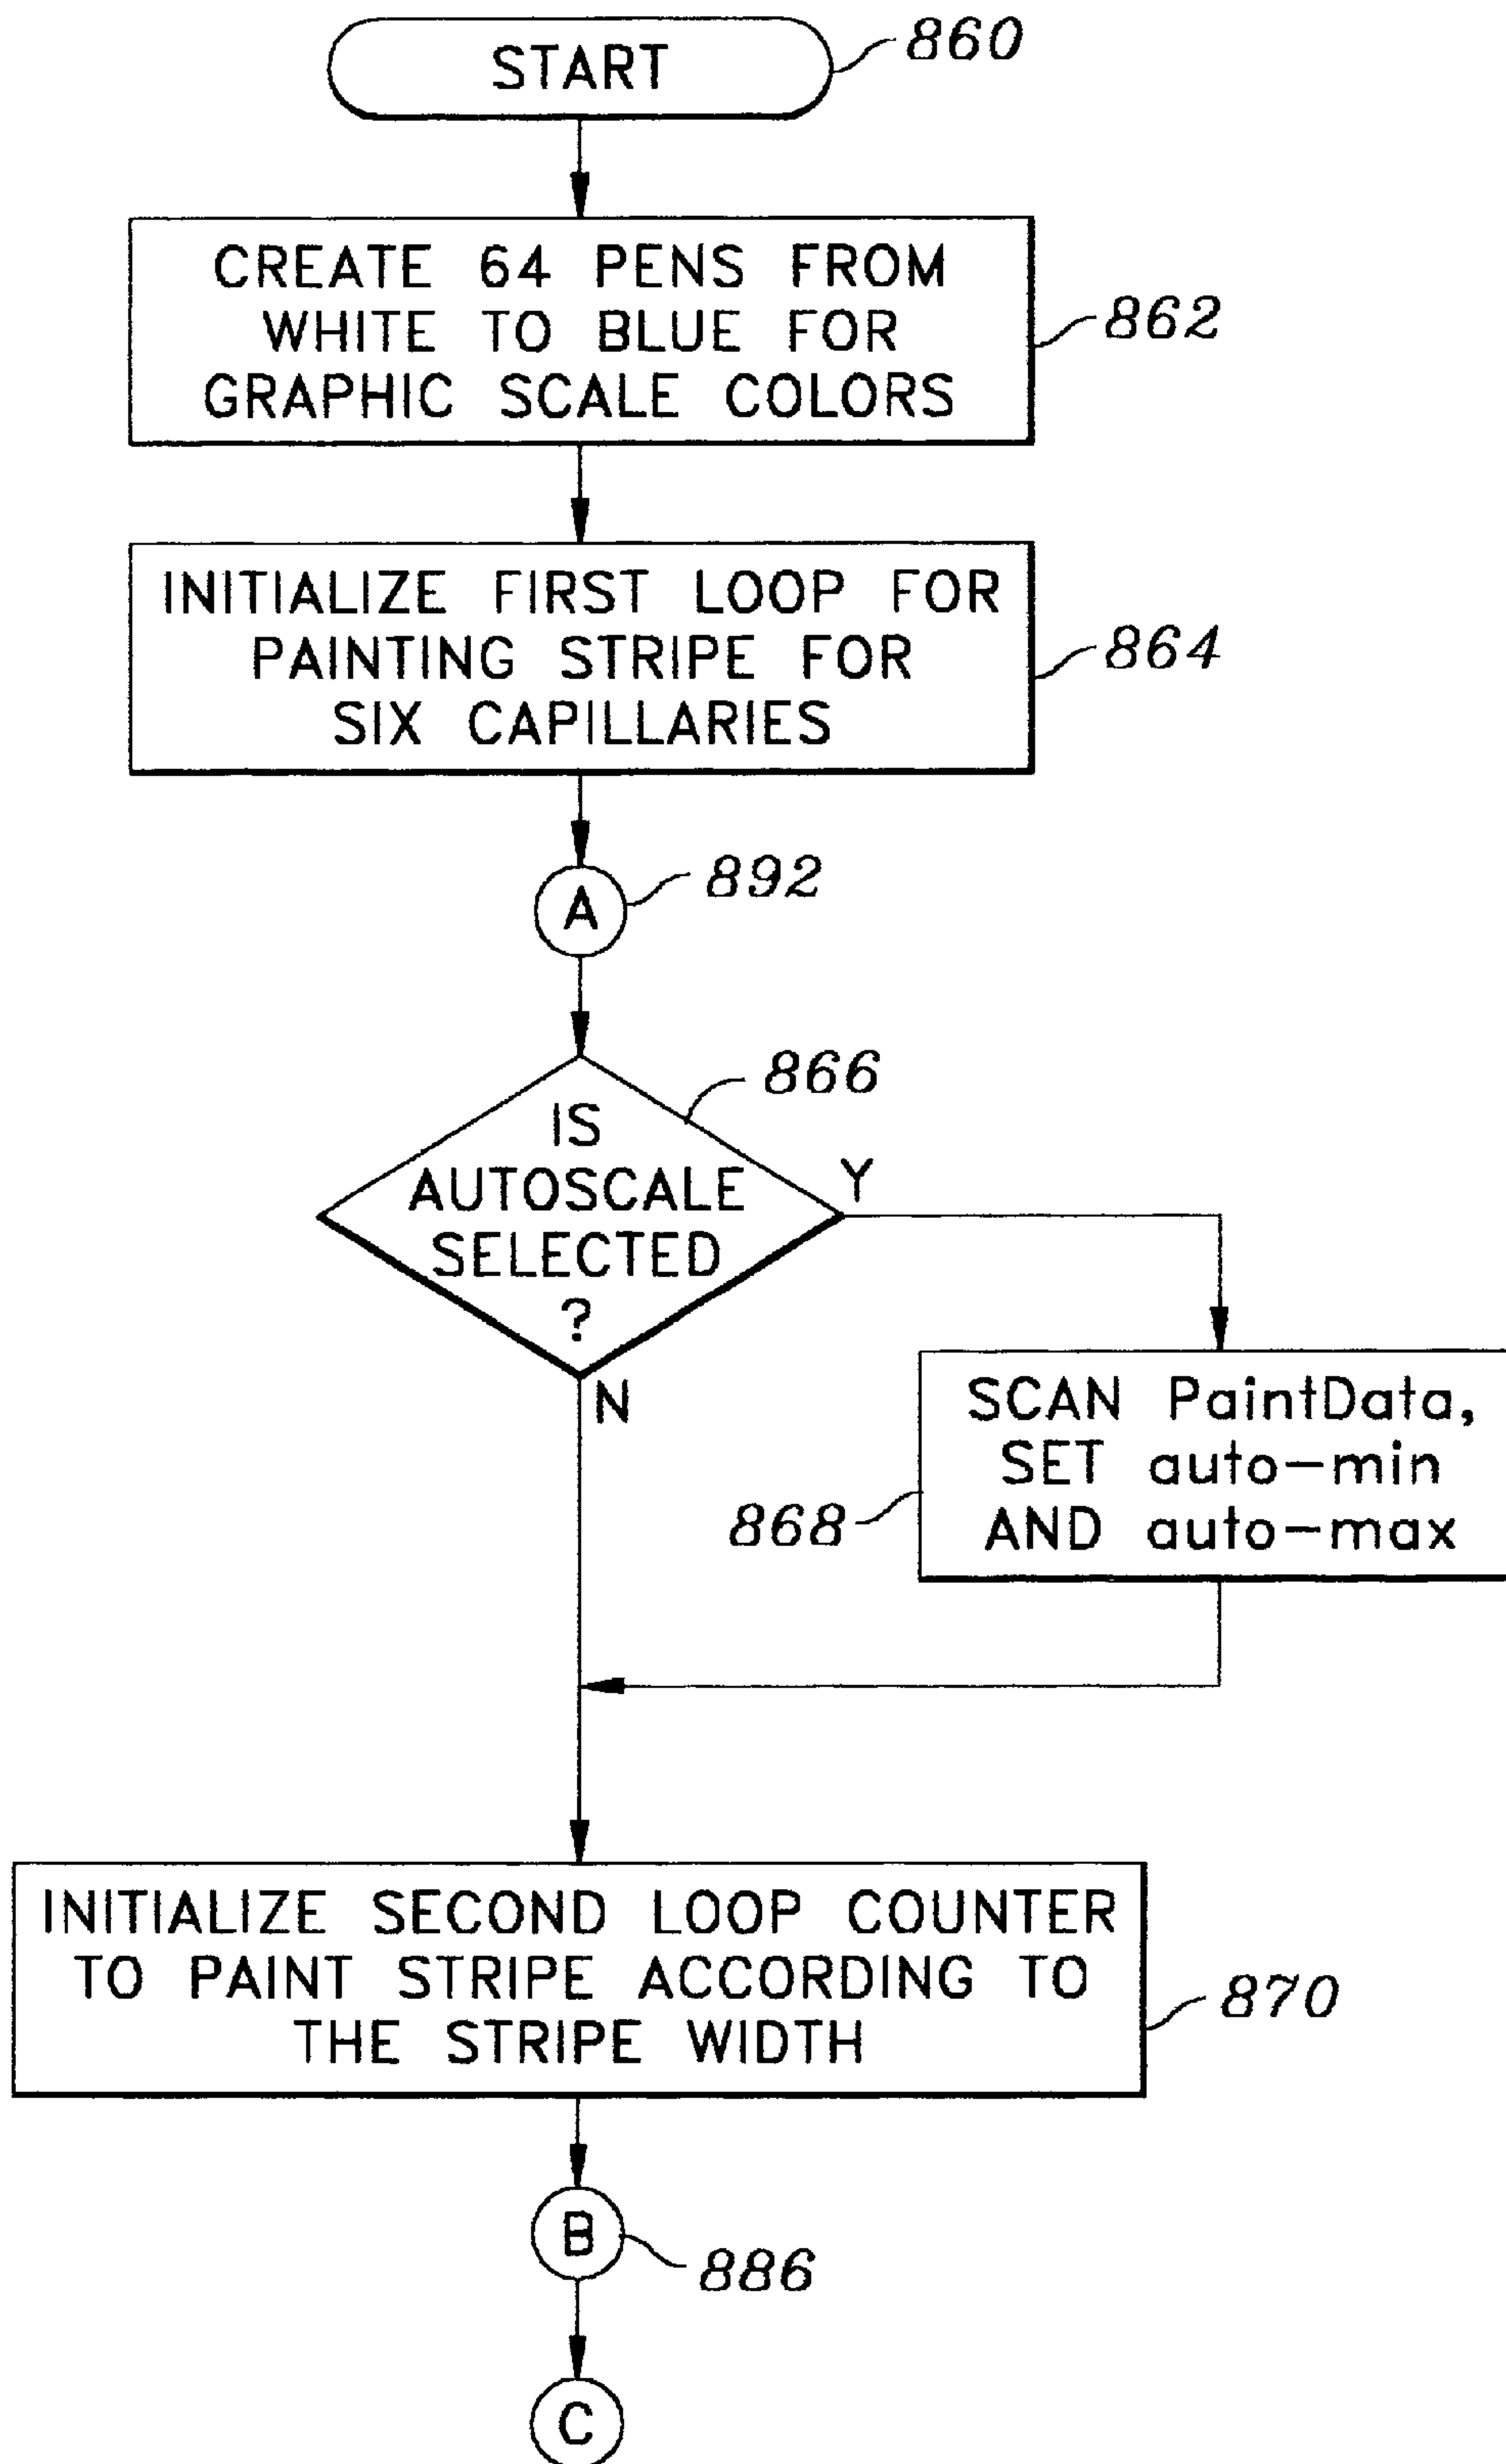 START
860
CREATE 64 PENS FROM
WHITE TO BLUE FOR
GRAPHIC SCALE COLORS
862
INITIALIZE FIRST LOOP FOR
PAINTING STRIPE FOR
SIX CAPILLARIES
864
A
892
866
IS
AUTOSCALE
SELECTED
?
Y
N
SCAN PaintData,
SET auto-min
AND auto-max
868
INITIALIZE SECOND LOOP COUNTER
TO PAINT STRIPE ACCORDING TO
THE STRIPE WIDTH
870
B
886
C